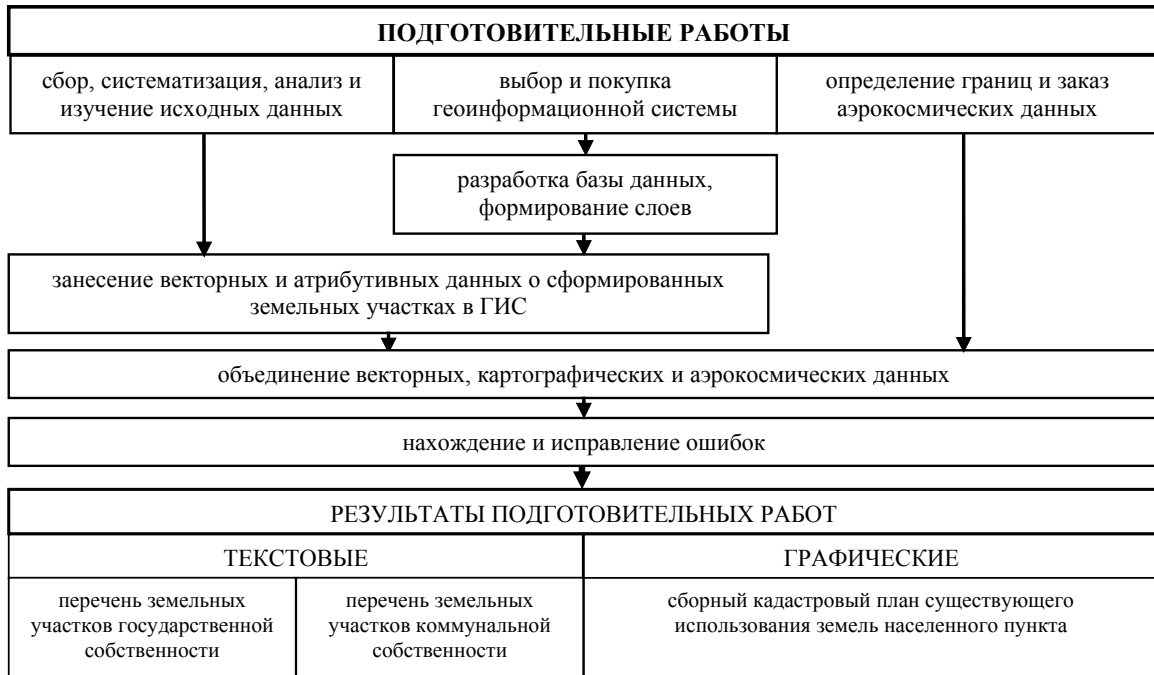 ПОДГОТОВИТЕЛЬНЫЕ РАБОТЫ
сбор, систематизация, анализ и
изучение исходных данных
выбор и покупка
геоинформационной системы
определение границ и заказ
аэрокосмических данных
разработка базы данных,
формирование слоев
занесение векторных и атрибутивных данных о сформированных
земельных участках в ГИС
объединение векторных, картографических и аэрокосмических данных
нахождение и исправление ошибок
РЕЗУЛЬТАТЫ ПОДГОТОВИТЕЛЬНЫХ РАБОТ
ТЕКСТОВЫЕ
ГРАФИЧЕСКИЕ
перечень земельных
участков государственной
собственности
перечень земельных
участков коммунальной
собственности
сборный кадастровый план существующего
использования земель населенного пункта